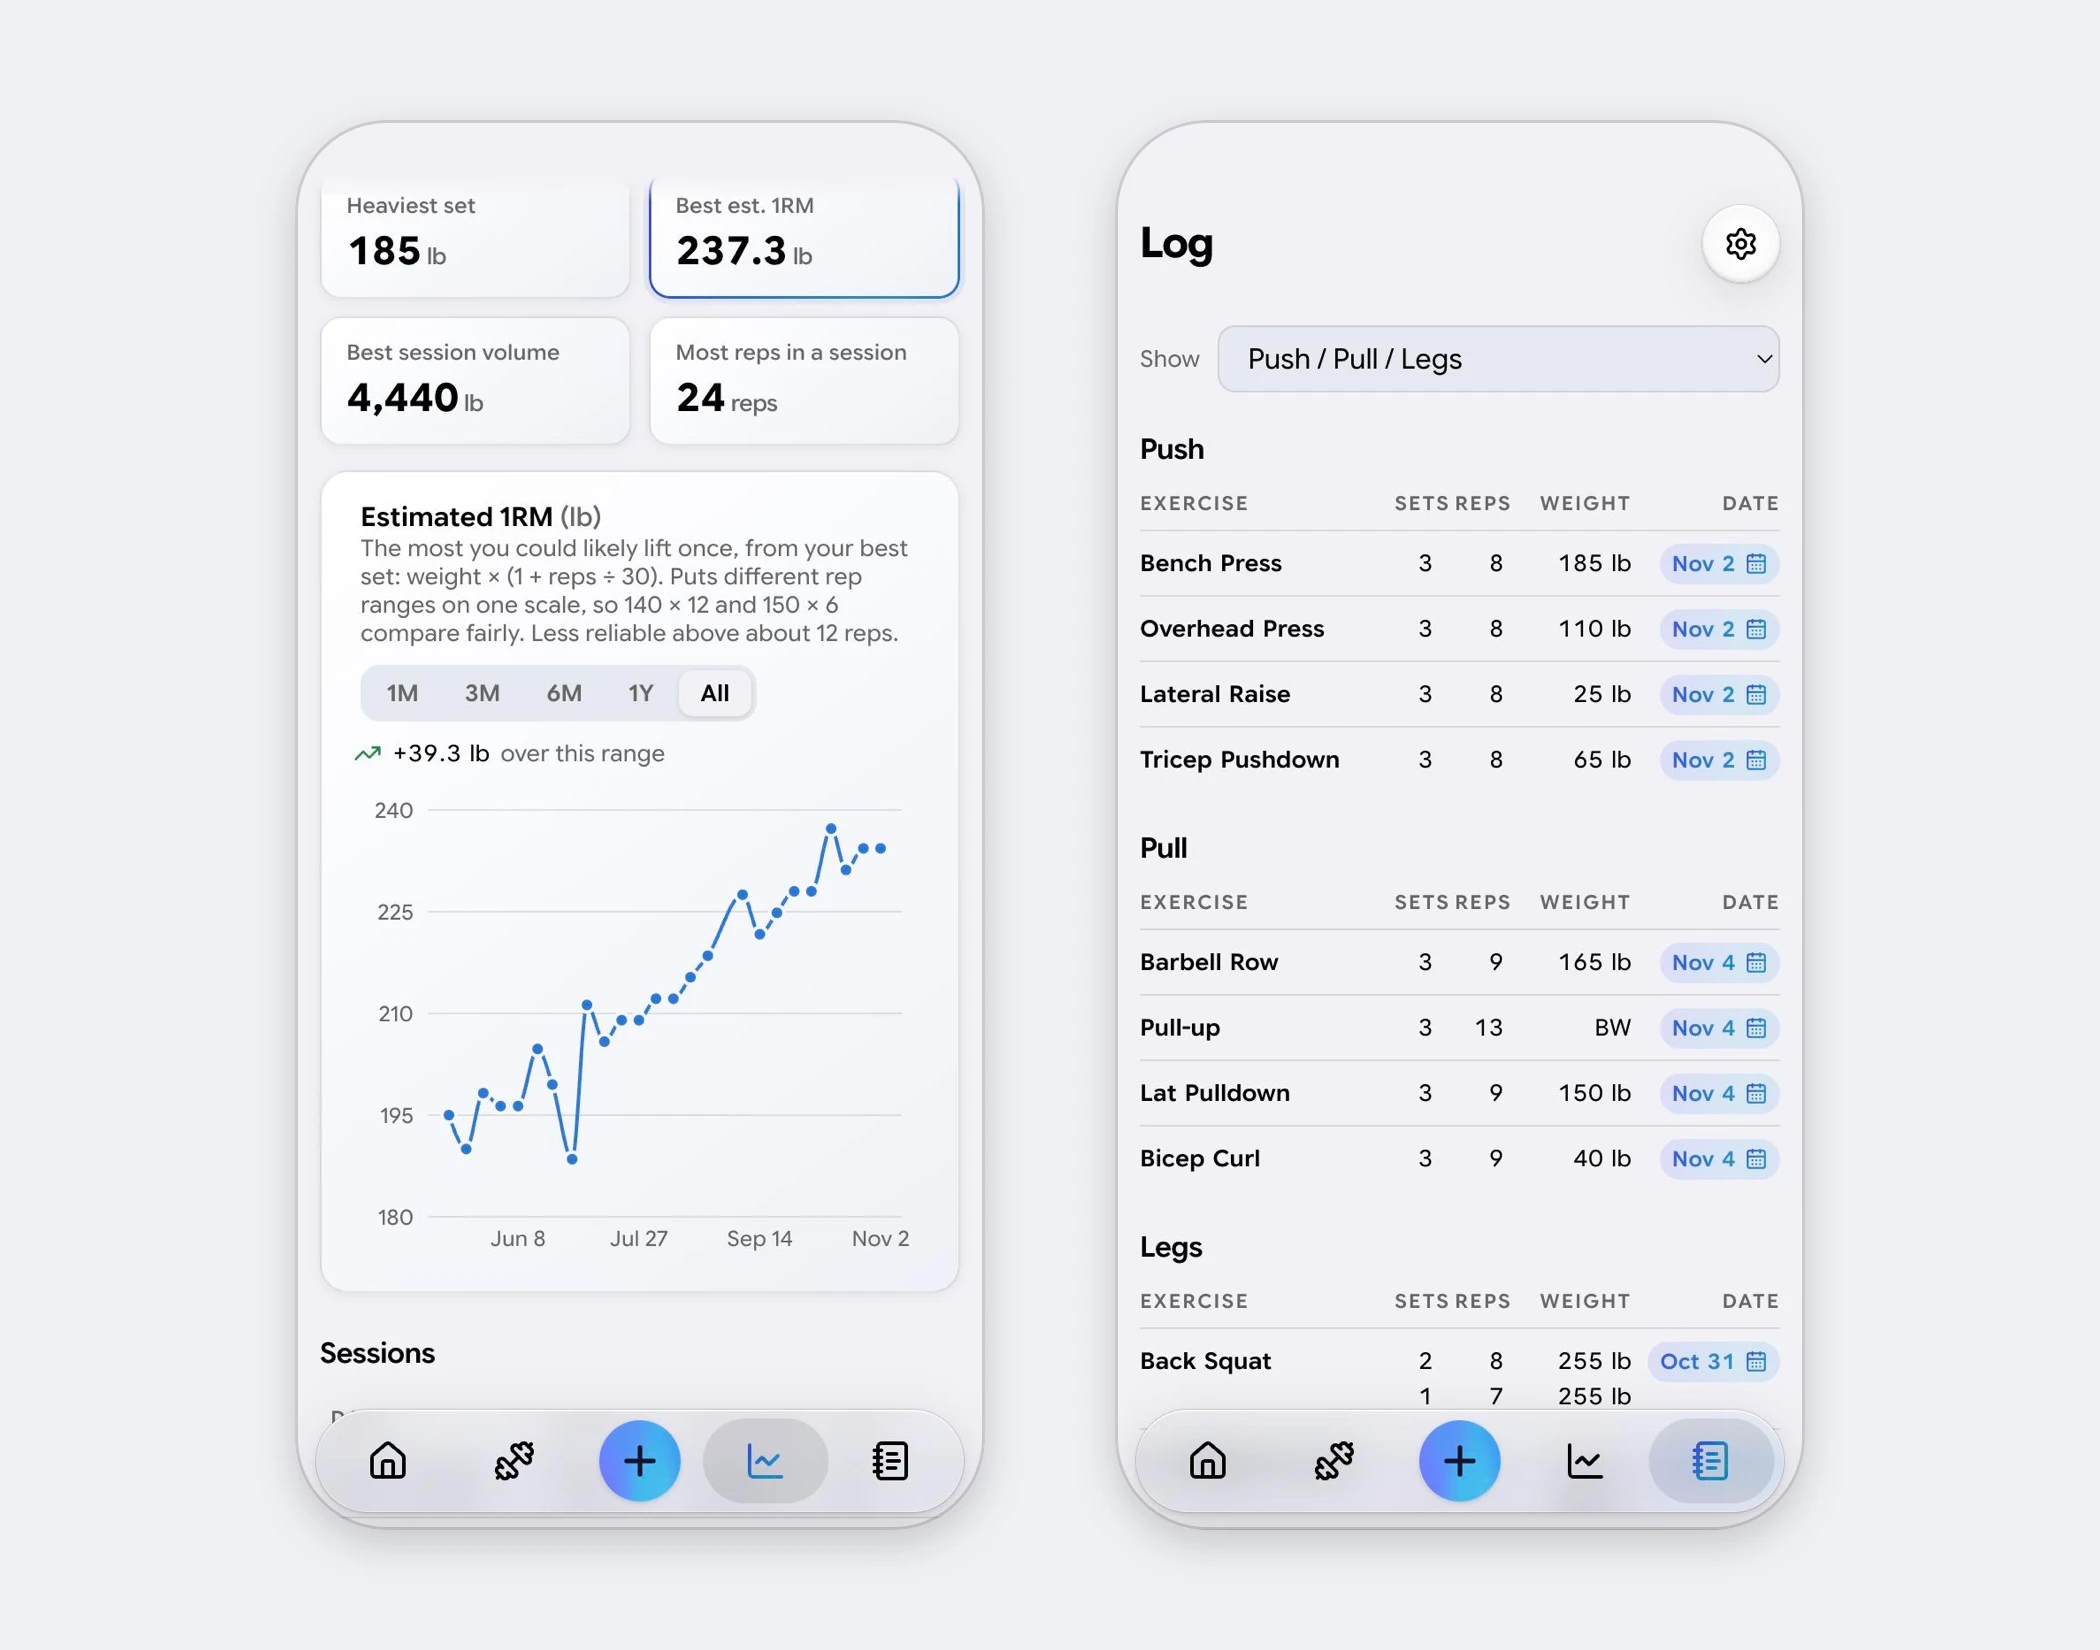 Heaviest set
185 lb
Best est. 1RM
237.3 lb
Best session volume
4,440 lb
Most reps in a session
24 reps
Estimated 1RM (lb)
The most you could likely lift once, from your best
set: weight × (1 + reps ÷ 30). Puts different rep
ranges on one scale, so 140 × 12 and 150 × 6
compare fairly. Less reliable above about 12 reps.
1M 3M 6M 1Y All
+39.3 lb over this range
240
225
210
195
180
Jun 8 Jul 27 Sep 14 Nov 2
Sessions
Log
Show Push / Pull / Legs
Push
EXERCISE SETS REPS WEIGHT DATE
Bench Press 3 8 185 lb Nov 2
Overhead Press 3 8 110 lb Nov 2
Lateral Raise 3 8 25 lb Nov 2
Tricep Pushdown 3 8 65 lb Nov 2
Pull
EXERCISE SETS REPS WEIGHT DATE
Barbell Row 3 9 165 lb Nov 4
Pull-up 3 13 BW Nov 4
Lat Pulldown 3 9 150 lb Nov 4
Bicep Curl 3 9 40 lb Nov 4
Legs
EXERCISE SETS REPS WEIGHT DATE
Back Squat 2 8 255 lb Oct 31
1 7 255 lb